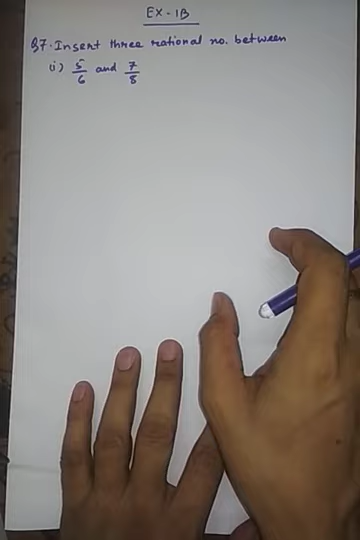 EX-1B
Q7. Insert three rational no. between
(i) 5/6 and 7/8